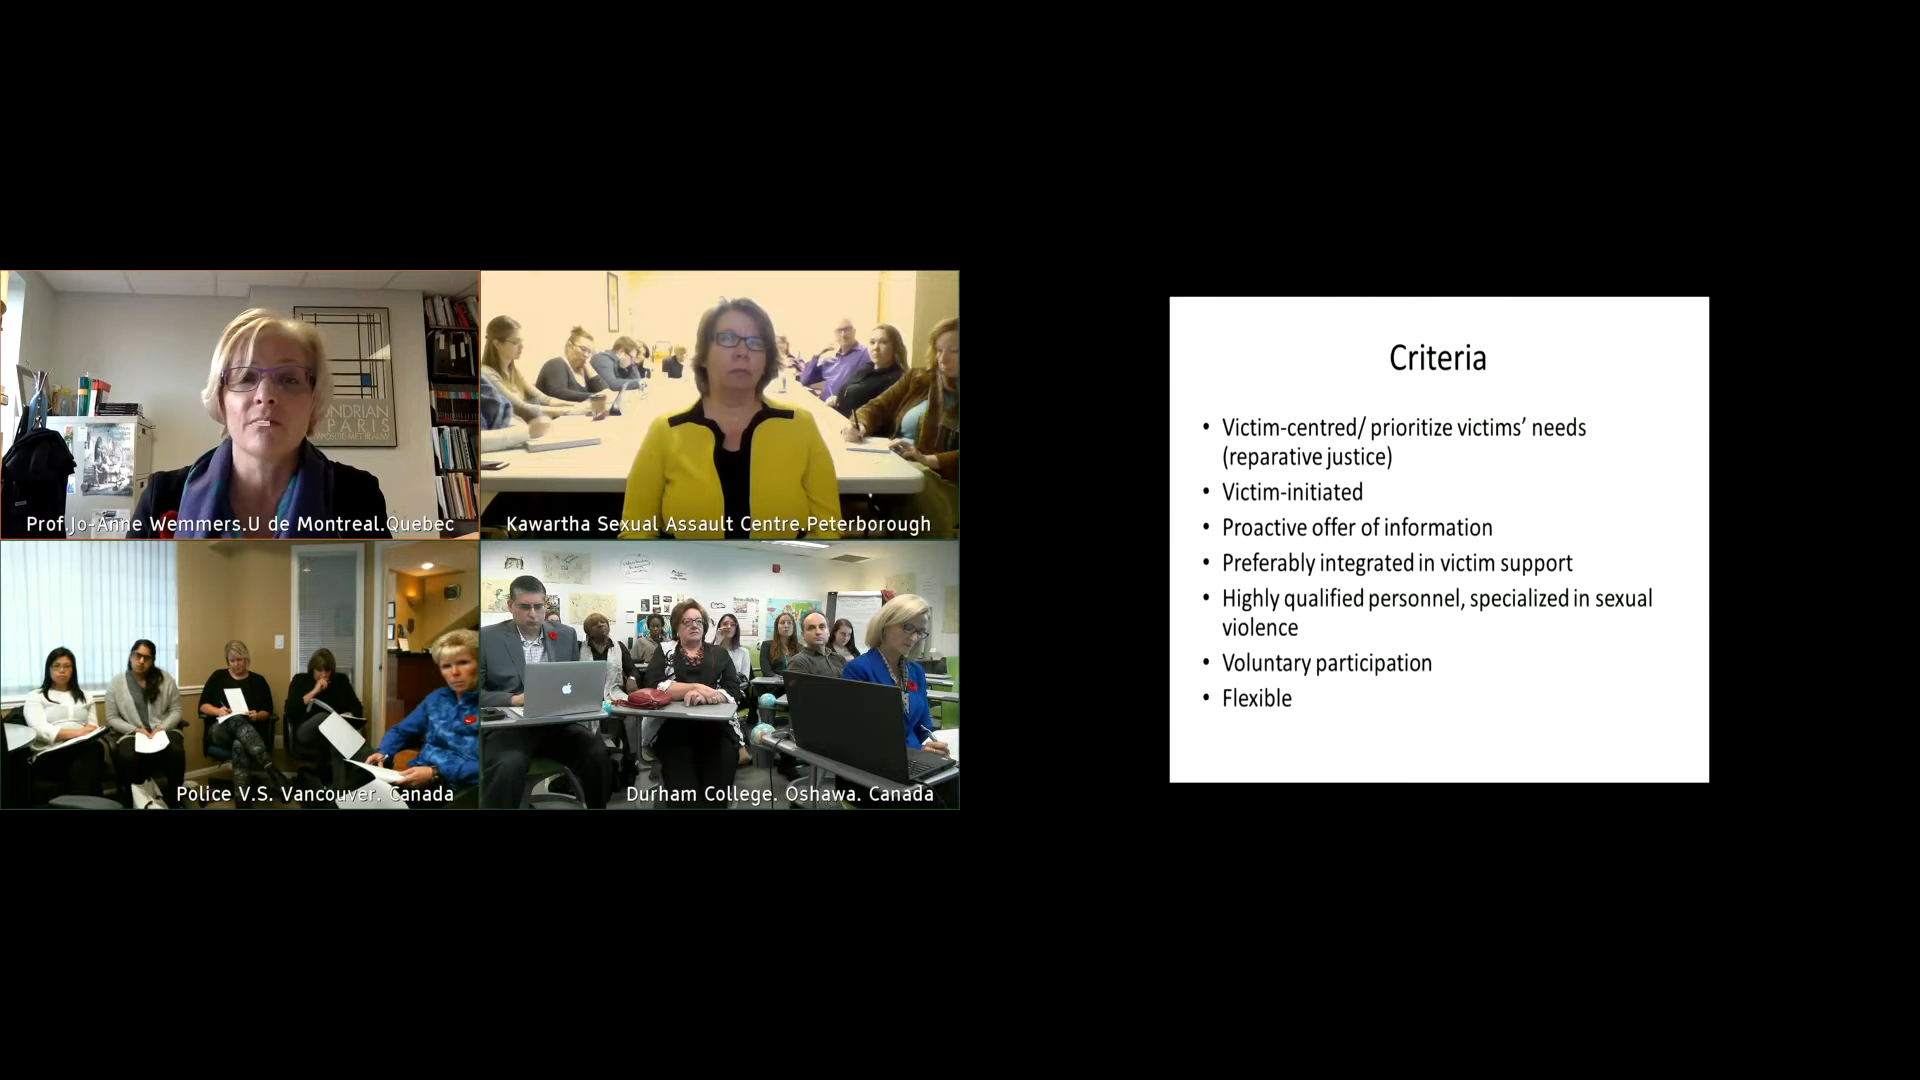 NDRIAN
PARIS
Prof.Jo-Anne Wemmers.U de Montreal.Quebec
Kawartha Sexual Assault Centre.Peterborough
Police V.S. Vancouver. Canada
Durham College. Oshawa. Canada
Criteria
• Victim-centred/ prioritize victims’ needs
(reparative justice)
• Victim-initiated
• Proactive offer of information
• Preferably integrated in victim support
• Highly qualified personnel, specialized in sexual
violence
• Voluntary participation
• Flexible